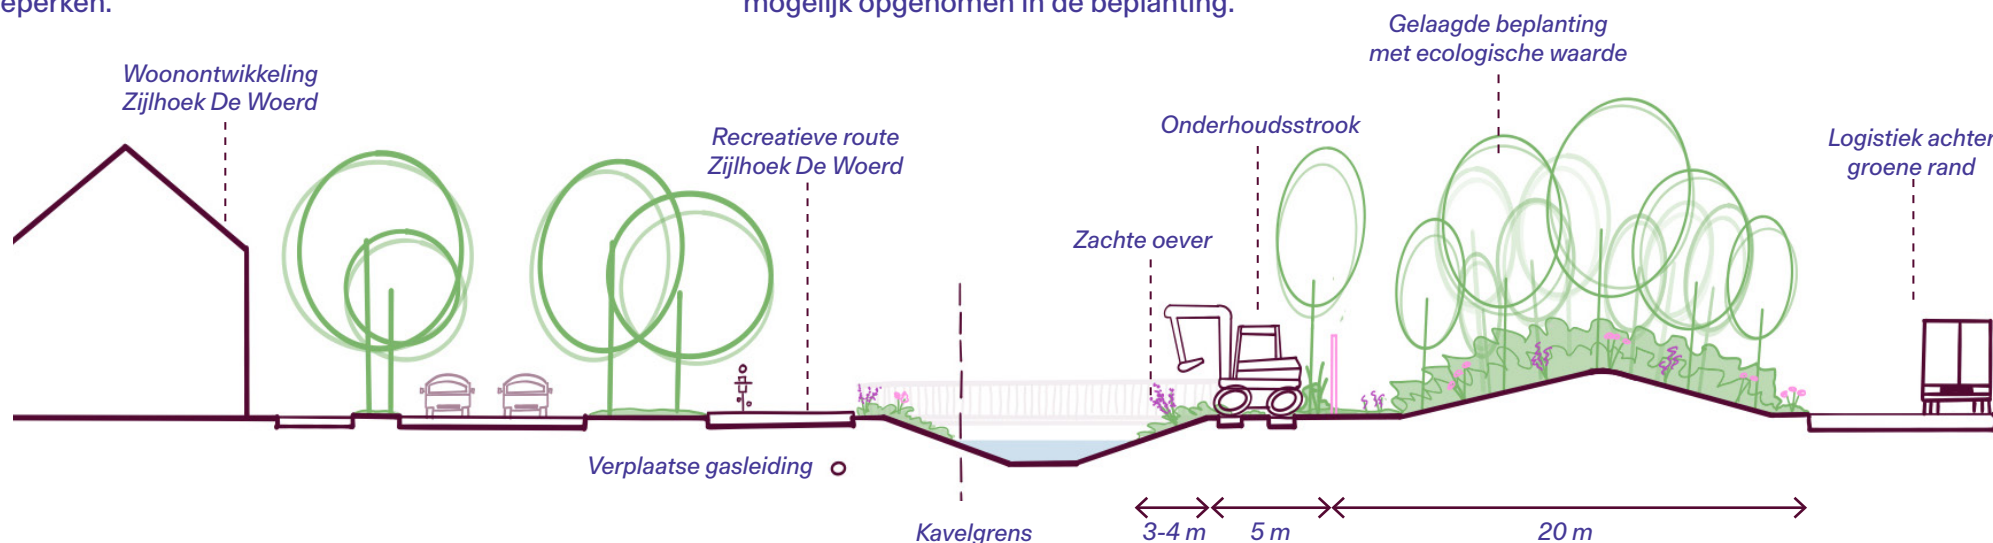 eperken.
mogelijk opgenomen in de beplanting.
Gelaagde beplanting
met ecologische waarde
Woonontwikkeling
Zijlhoek De Woerd
Recreatieve route
Zijlhoek De Woerd
Onderhoudsstrook
Logistiek achter
groene rand
Zachte oever
Verplaatse gasleiding
Kavelgrens
3-4 m
5 m
20 m